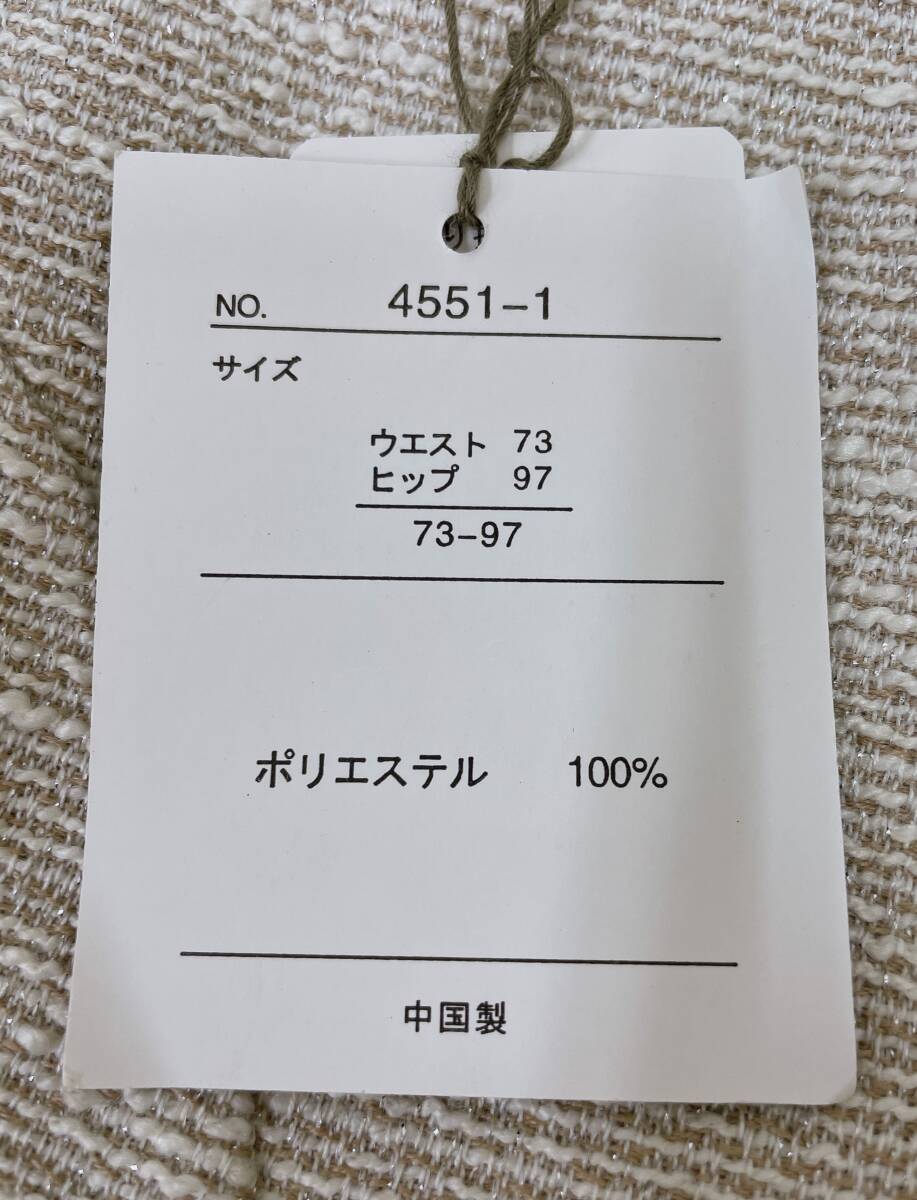 NO. 4551-1
サイズ
ウエスト 73
ヒップ 97
73-97
ポリエステル 100%
中国製